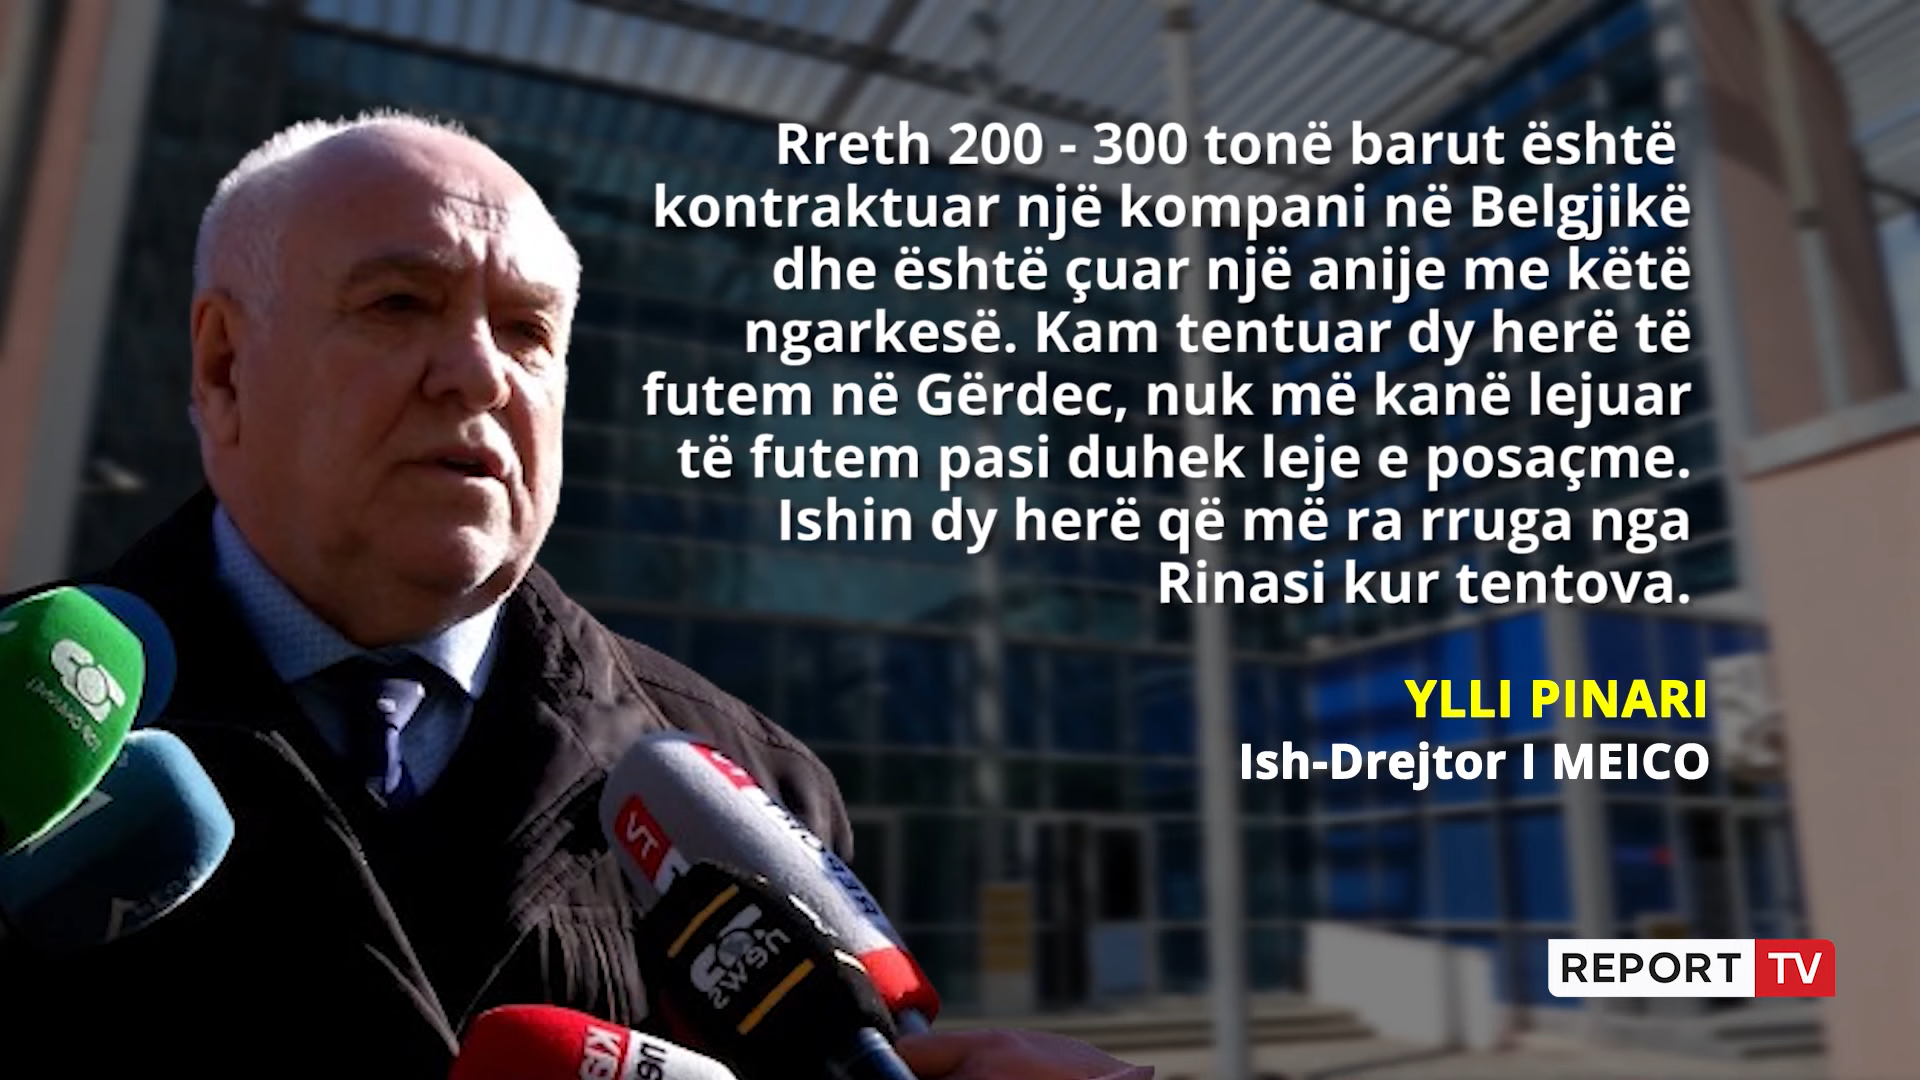 Rreth 200 - 300 tonë barut është
kontraktuar një kompani në Belgjikë
dhe është çuar një anije me këtë
ngarkesë. Kam tentuar dy herë të
futem në Gërdec, nuk më kanë lejuar
të futem pasi duhek leje e posaçme.
Ishin dy herë që më ra rruga nga
Rinasi kur tentova.
YLLI PINARI
Ish-Drejtor I MEICO
REPORT TV
news